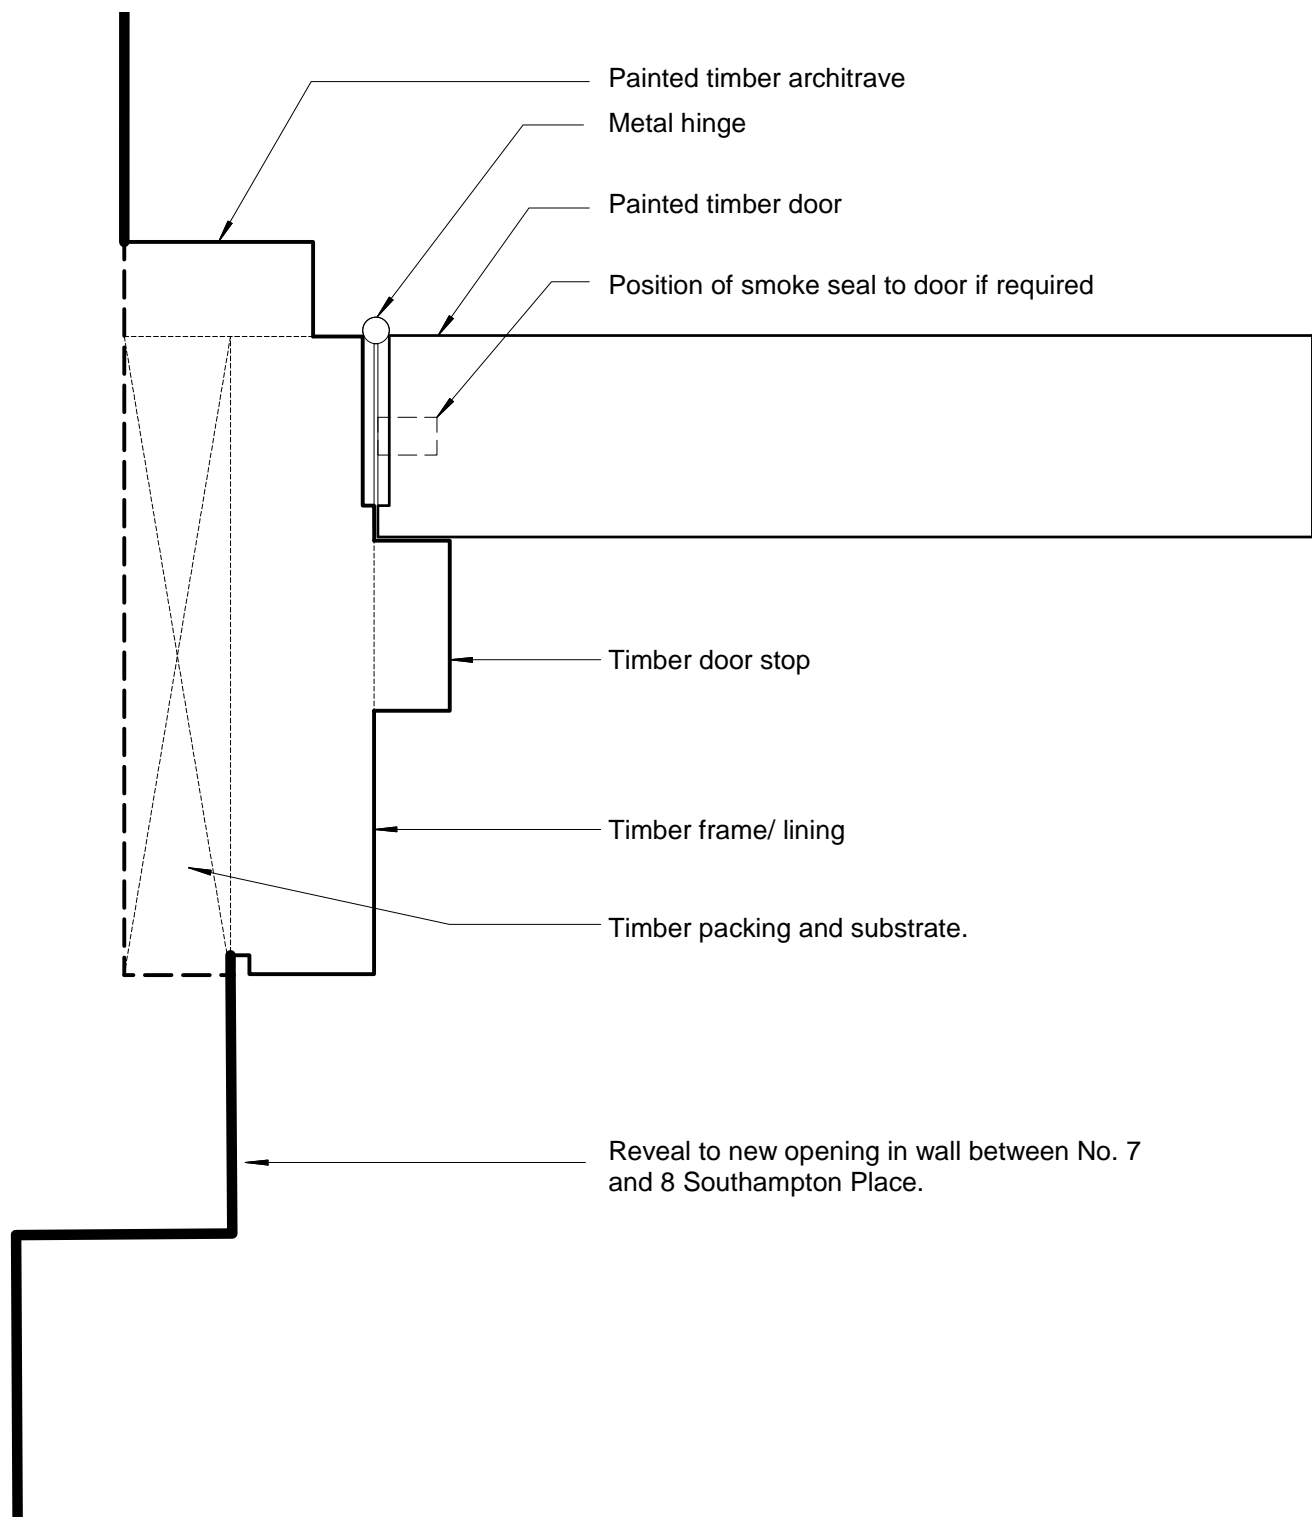 Painted timber architrave
Metal hinge
Painted timber door
Position of smoke seal to door if required
Timber door stop
Timber frame/ lining
Timber packing and substrate.
Reveal to new opening in wall between No. 7
and 8 Southampton Place.